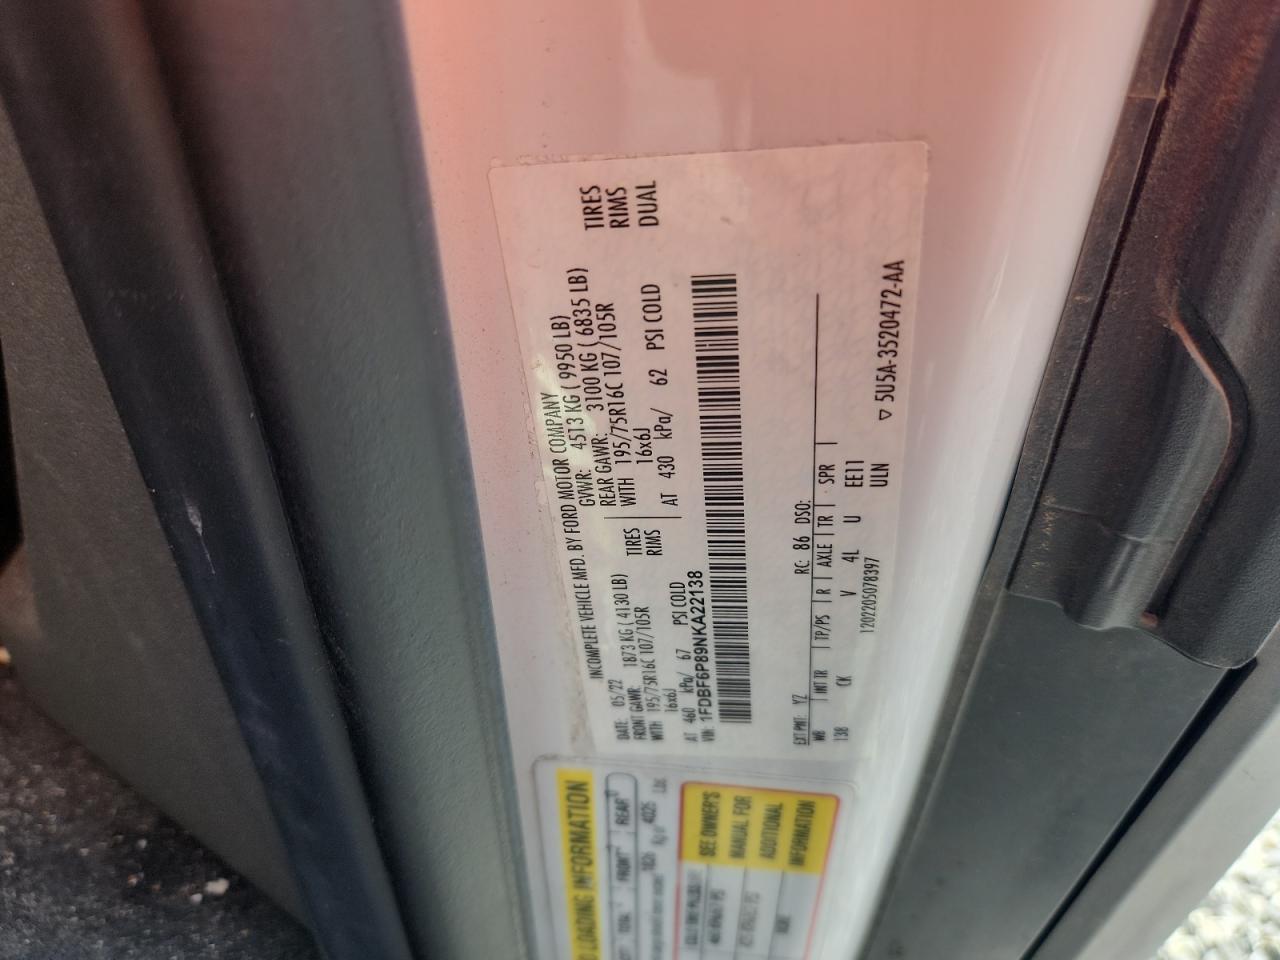 INCOMPLETE VEHICLE MFD. BY FORD MOTOR COMPANY
DATE: 05/22 GVWR: 4513 KG ( 9950 LB)
FRONT GAWR: 1873 KG ( 4130 LB) REAR GAWR: 3100 KG ( 6835 LB)
WITH 195/75R16C 107/105R TIRES WITH 195/75R16C 107/105R TIRES
16x6J RIMS 16x6J RIMS
AT 460 kPa/ 67 PSI COLD AT 430 kPa/ 62 PSI COLD DUAL
VIN: 1FDBF6P89NKA22138
EXT PNT: YZ RC: 86 DSO:
WB INT TR TP/PS R AXLE TR SPR
138 CK V 4L U EE11
ULN
1202205078397 ▽ 5U5A-3520472-AA
LOADING INFORMATION
FRONT REAR
4025
SEE OWNER'S
MANUAL FOR
ADDITIONAL
INFORMATION